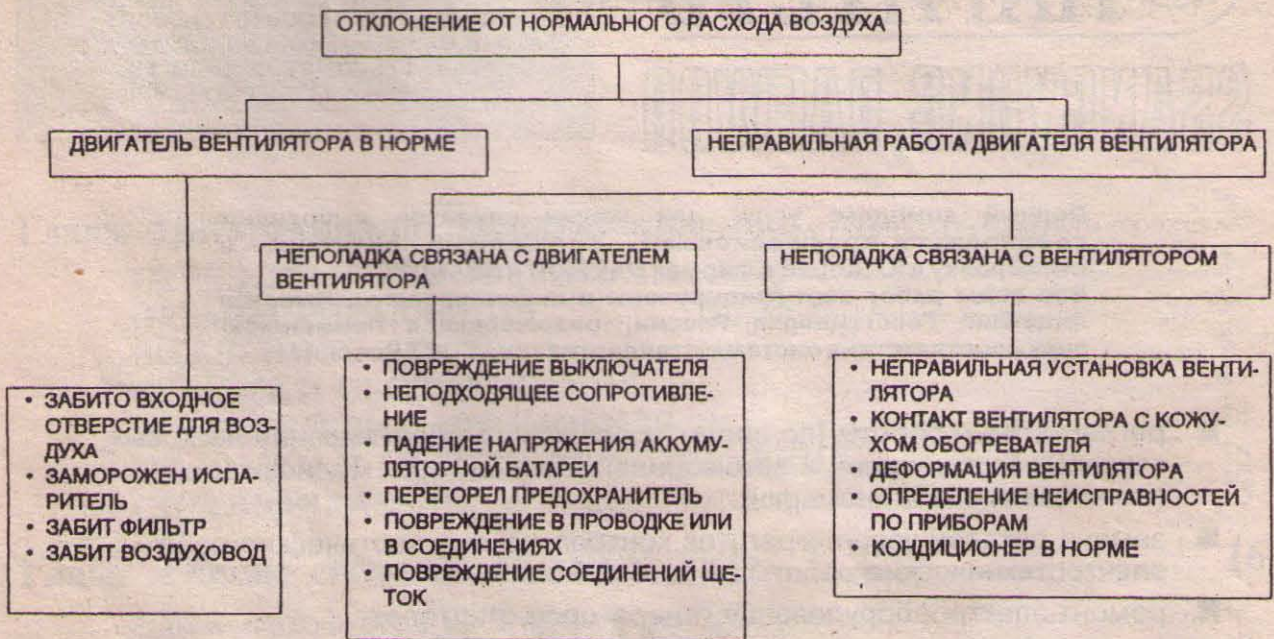 ОТКЛОНЕНИЕ ОТ НОРМАЛЬНОГО РАСХОДА ВОЗДУХА
ДВИГАТЕЛЬ ВЕНТИЛЯТОРА В НОРМЕ
НЕПРАВИЛЬНАЯ РАБОТА ДВИГАТЕЛЯ ВЕНТИЛЯТОРА
НЕПОЛАДКА СВЯЗАНА С ДВИГАТЕЛЕМ
ВЕНТИЛЯТОРА
НЕПОЛАДКА СВЯЗАНА С ВЕНТИЛЯТОРОМ
• ЗАБИТО ВХОДНОЕ
ОТВЕРСТИЕ ДЛЯ ВОЗ-
ДУХА
• ЗАМОРОЖЕН ИСПА-
РИТЕЛЬ
• ЗАБИТ ФИЛЬТР
• ЗАБИТ ВОЗДУХОВОД
• ПОВРЕЖДЕНИЕ ВЫКЛЮЧАТЕЛЯ
• НЕПОДХОДЯЩЕЕ СОПРОТИВЛЕ-
НИЕ
• ПАДЕНИЕ НАПРЯЖЕНИЯ АККУМУ-
ЛЯТОРНОЙ БАТАРЕИ
• ПЕРЕГОРЕЛ ПРЕДОХРАНИТЕЛЬ
• ПОВРЕЖДЕНИЕ В ПРОВОДКЕ ИЛИ
В СОЕДИНЕНИЯХ
• ПОВРЕЖДЕНИЕ СОЕДИНЕНИЙ ЩЕ-
ТОК
• НЕПРАВИЛЬНАЯ УСТАНОВКА ВЕНТИ-
ЛЯТОРА
• КОНТАКТ ВЕНТИЛЯТОРА С КОЖУ-
ХОМ ОБОГРЕВАТЕЛЯ
• ДЕФОРМАЦИЯ ВЕНТИЛЯТОРА
• ОПРЕДЕЛЕНИЕ НЕИСПРАВНОСТЕЙ
ПО ПРИБОРАМ
• КОНДИЦИОНЕР В НОРМЕ